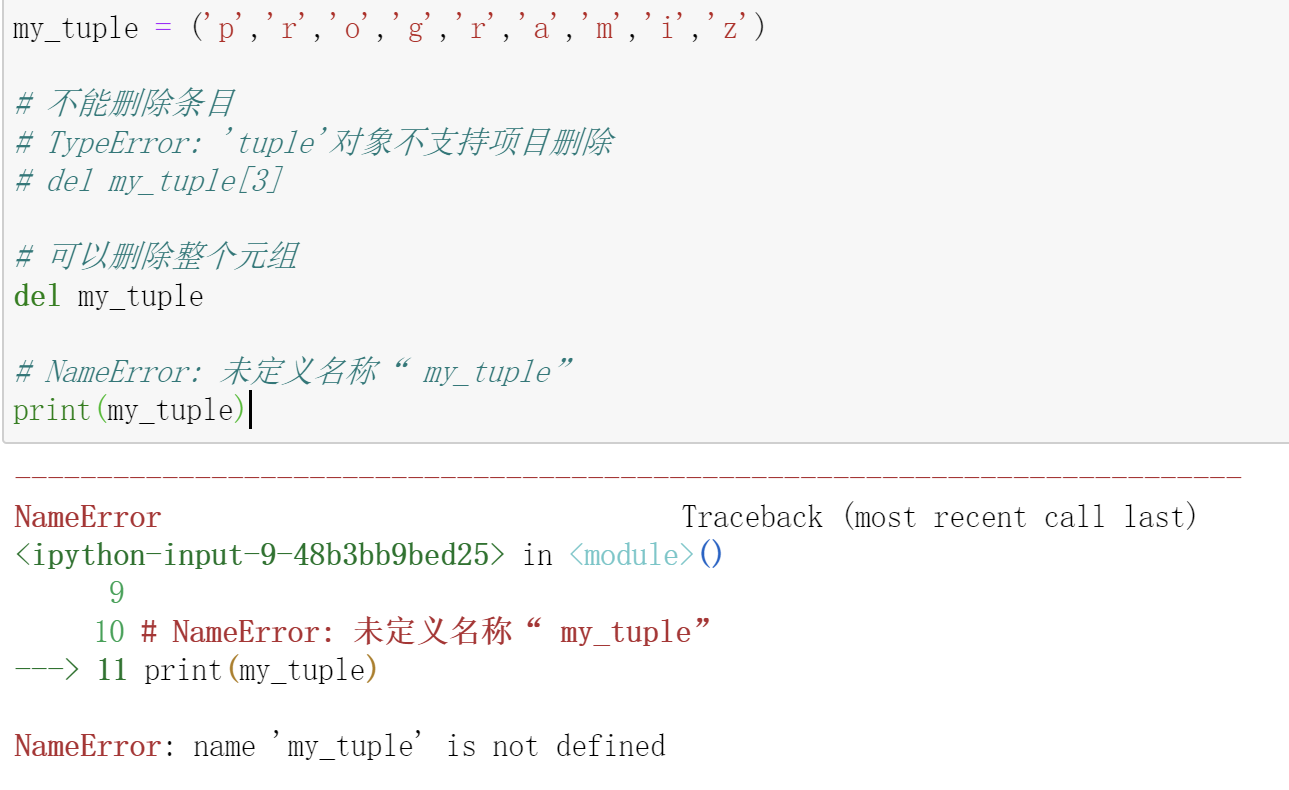 my_tuple = ('p','r','o','g','r','a','m','i','z')
# 不能删除条目
# TypeError: 'tuple'对象不支持项目删除
# del my_tuple[3]
# 可以删除整个元组
del my_tuple
# NameError: 未定义名称“ my_tuple”
print(my_tuple)
---------------------------------------------------------------------------
NameError                                 Traceback (most recent call last)
<ipython-input-9-48b3bb9bed25> in <module>()
      9
     10 # NameError: 未定义名称“ my_tuple”
---> 11 print(my_tuple)
NameError: name 'my_tuple' is not defined